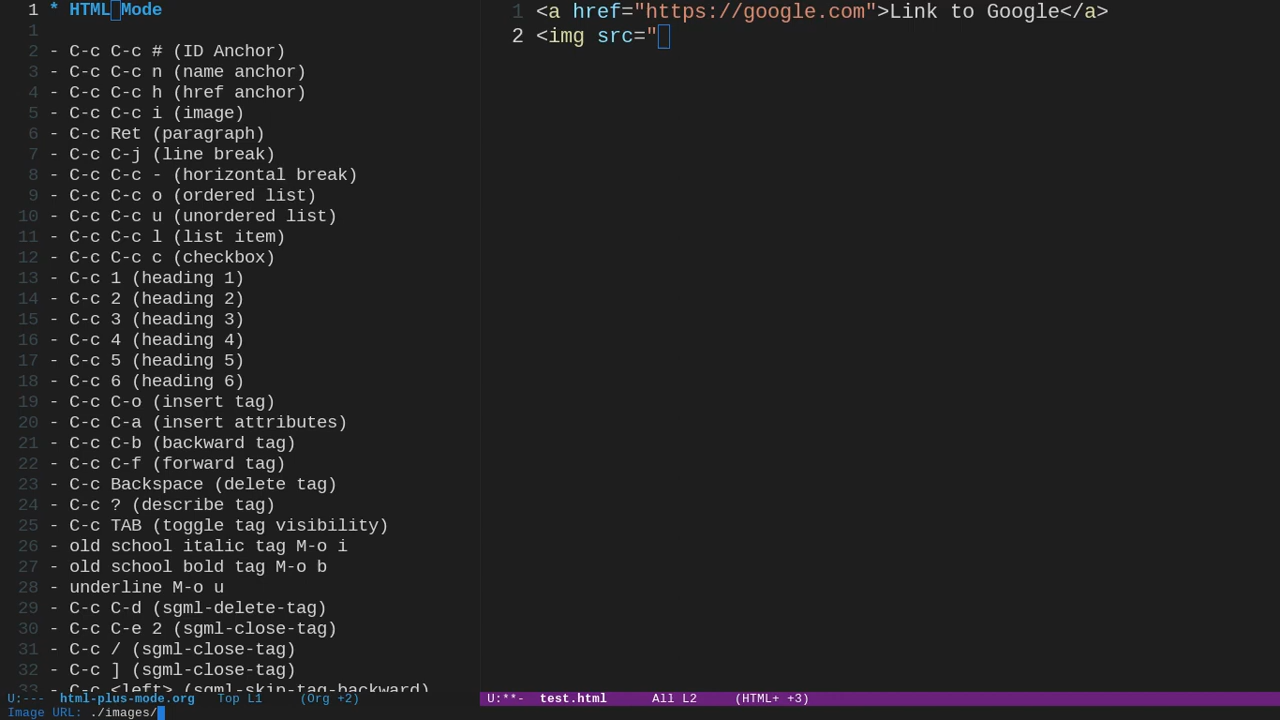 1 * HTML Mode
1
2 - C-c C-c # (ID Anchor)
3 - C-c C-c n (name anchor)
4 - C-c C-c h (href anchor)
5 - C-c C-c i (image)
6 - C-c Ret (paragraph)
7 - C-c C-j (line break)
8 - C-c C-c - (horizontal break)
9 - C-c C-c o (ordered list)
10 - C-c C-c u (unordered list)
11 - C-c C-c l (list item)
12 - C-c C-c c (checkbox)
13 - C-c 1 (heading 1)
14 - C-c 2 (heading 2)
15 - C-c 3 (heading 3)
16 - C-c 4 (heading 4)
17 - C-c 5 (heading 5)
18 - C-c 6 (heading 6)
19 - C-c C-o (insert tag)
20 - C-c C-a (insert attributes)
21 - C-c C-b (backward tag)
22 - C-c C-f (forward tag)
23 - C-c Backspace (delete tag)
24 - C-c ? (describe tag)
25 - C-c TAB (toggle tag visibility)
26 - old school italic tag M-o i
27 - old school bold tag M-o b
28 - underline M-o u
29 - C-c C-d (sgml-delete-tag)
30 - C-c C-e 2 (sgml-close-tag)
31 - C-c / (sgml-close-tag)
32 - C-c ] (sgml-close-tag)
33 - C-c <left> (sgml-skip-tag-backward)
U:--- html-plus-mode.org Top L1 (Org +2)
1 <a href="https://google.com">Link to Google</a>
2 <img src="
U:**- test.html All L2 (HTML+ +3)
Image URL: ./images/